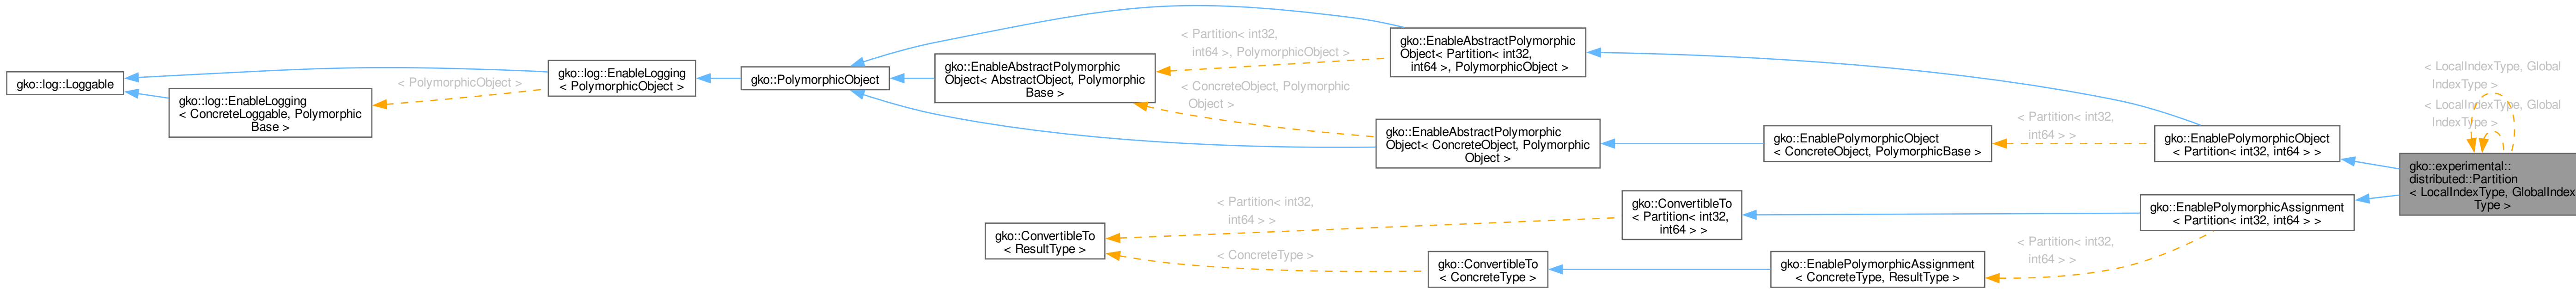 gko::log::Loggable
gko::log::EnableLogging
< ConcreteLoggable, Polymorphic
Base >
< PolymorphicObject >
gko::log::EnableLogging
< PolymorphicObject >
gko::PolymorphicObject
gko::EnableAbstractPolymorphic
Object< AbstractObject, Polymorphic
Base >
< Partition< int32,
int64 >, PolymorphicObject >
< ConcreteObject, Polymorphic
Object >
gko::EnableAbstractPolymorphic
Object< Partition< int32,
int64 >, PolymorphicObject >
gko::EnableAbstractPolymorphic
Object< ConcreteObject, Polymorphic
Object >
gko::EnablePolymorphicObject
< ConcreteObject, PolymorphicBase >
< Partition< int32,
int64 > >
gko::EnablePolymorphicObject
< Partition< int32, int64 > >
< LocalIndexType, Global
IndexType >
< LocalIndexType, Global
IndexType >
gko::experimental::
distributed::Partition
< LocalIndexType, GlobalIndex
Type >
gko::ConvertibleTo
< ResultType >
< Partition< int32,
int64 > >
< ConcreteType >
gko::ConvertibleTo
< Partition< int32,
int64 > >
gko::ConvertibleTo
< ConcreteType >
gko::EnablePolymorphicAssignment
< ConcreteType, ResultType >
< Partition< int32,
int64 > >
gko::EnablePolymorphicAssignment
< Partition< int32, int64 > >